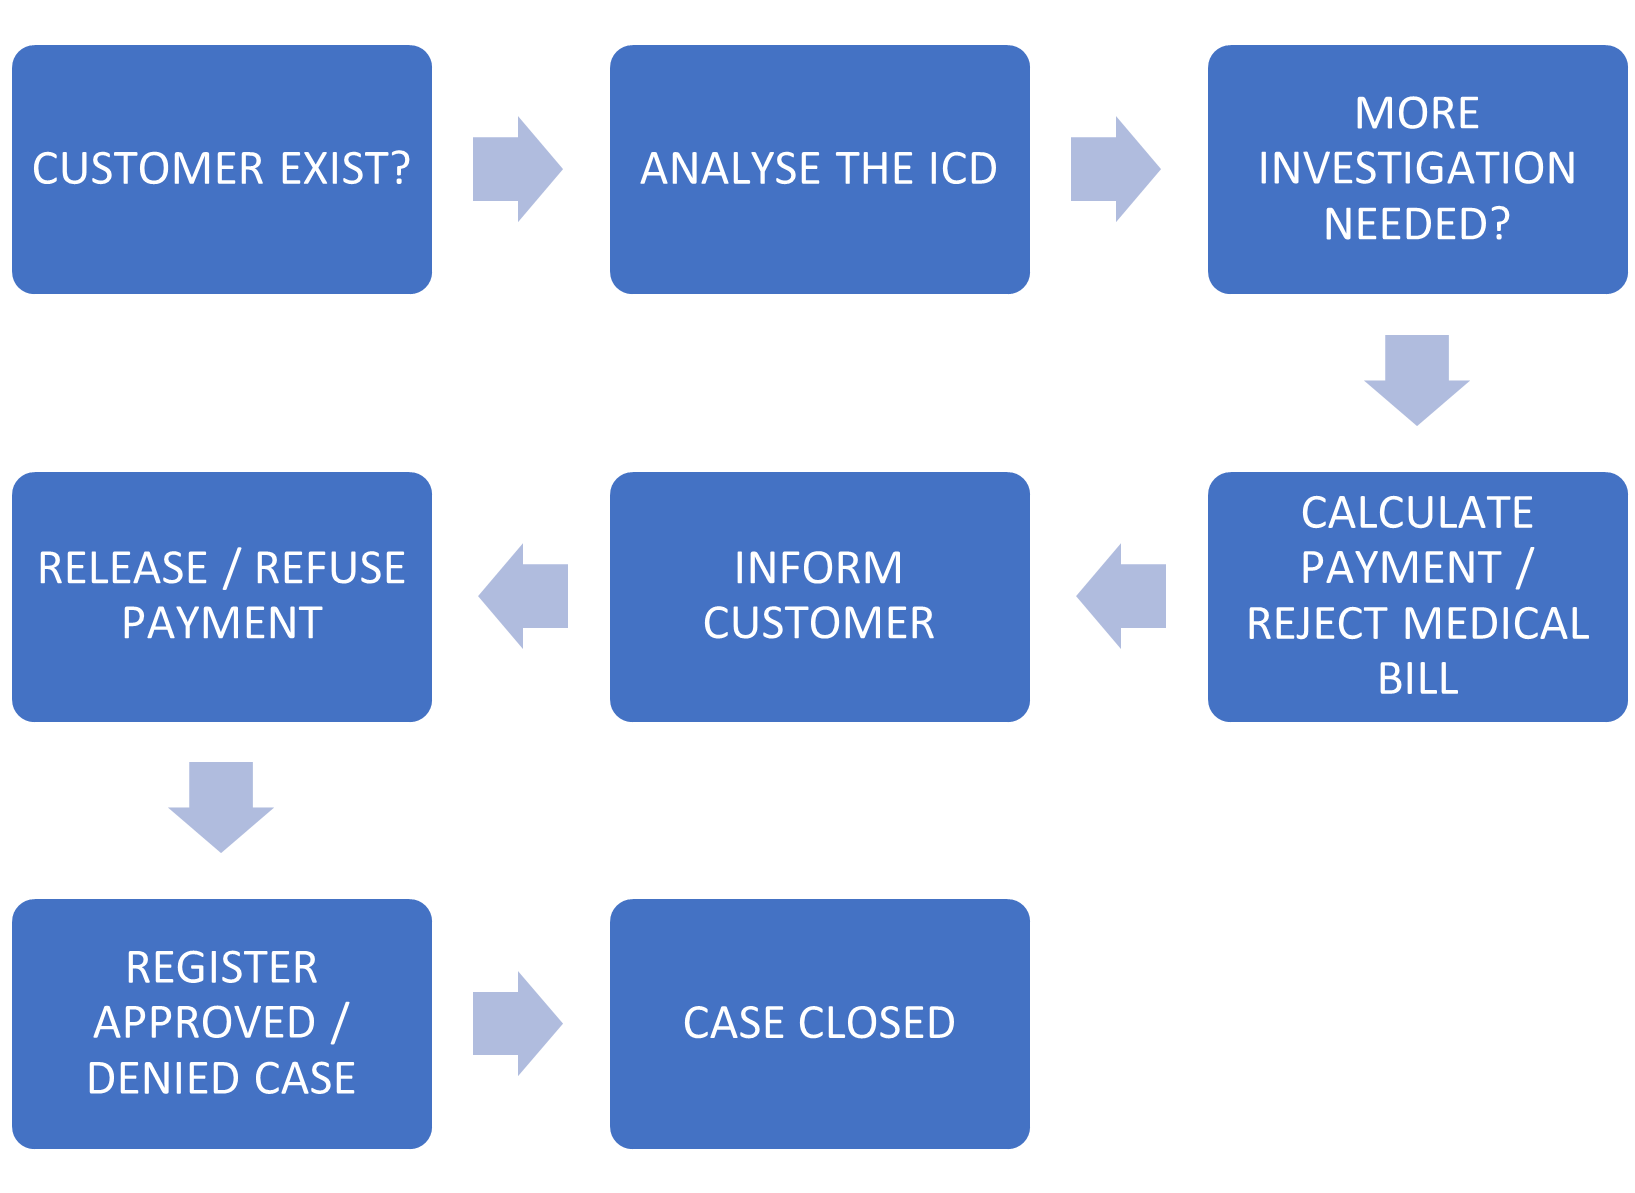 CUSTOMER EXIST?
ANALYSE THE ICD
MORE
INVESTIGATION
NEEDED?
CALCULATE
PAYMENT /
REJECT MEDICAL
BILL
INFORM
CUSTOMER
RELEASE / REFUSE
PAYMENT
REGISTER
APPROVED /
DENIED CASE
CASE CLOSED